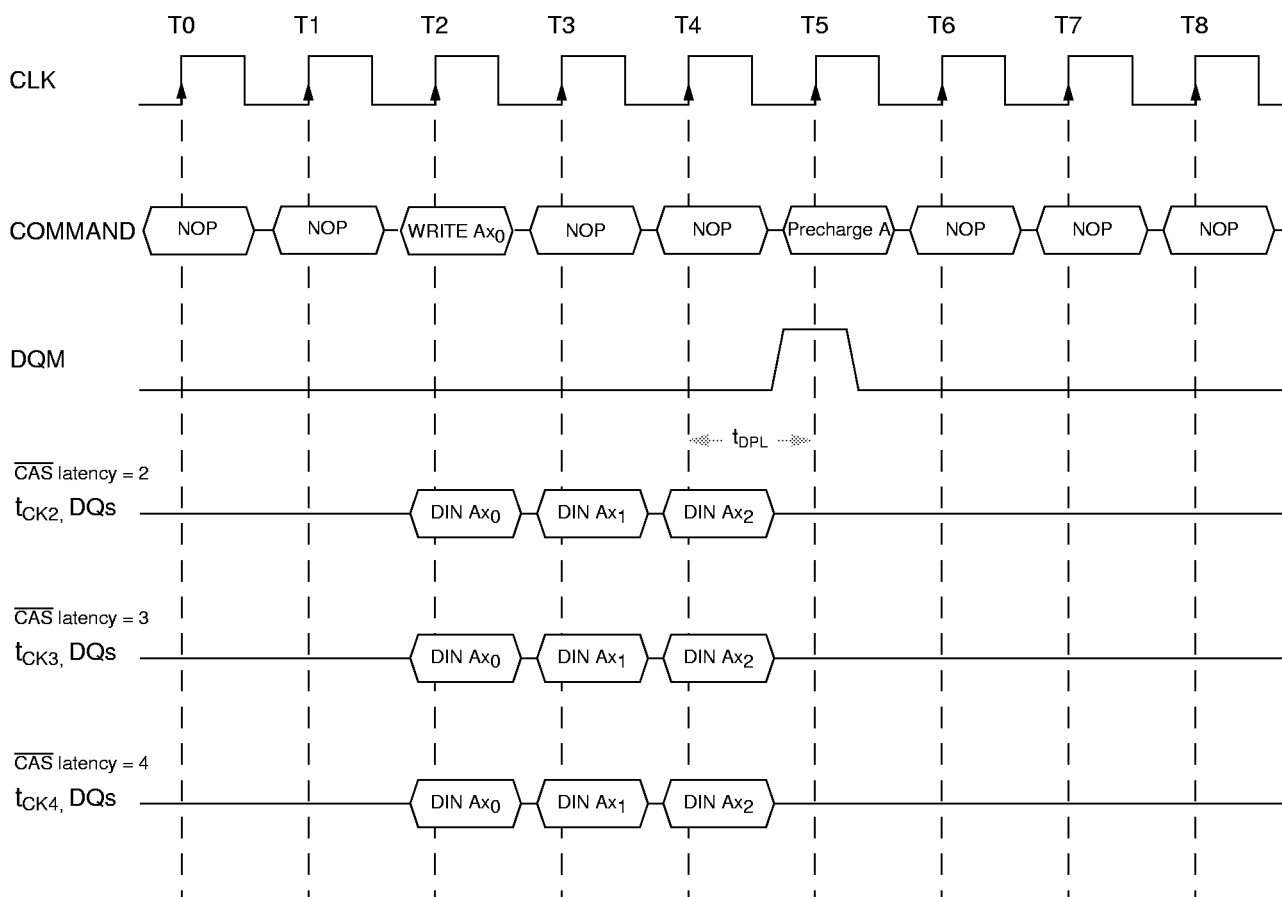 T0 T1 T2 T3 T4 T5 T6 T7 T8
CLK
COMMAND NOP NOP WRITE Ax0 NOP NOP Precharge A NOP NOP NOP
DQM
tDPL
CAS latency = 2
tCK2, DQs DIN Ax0 DIN Ax1 DIN Ax2
CAS latency = 3
tCK3, DQs DIN Ax0 DIN Ax1 DIN Ax2
CAS latency = 4
tCK4, DQs DIN Ax0 DIN Ax1 DIN Ax2